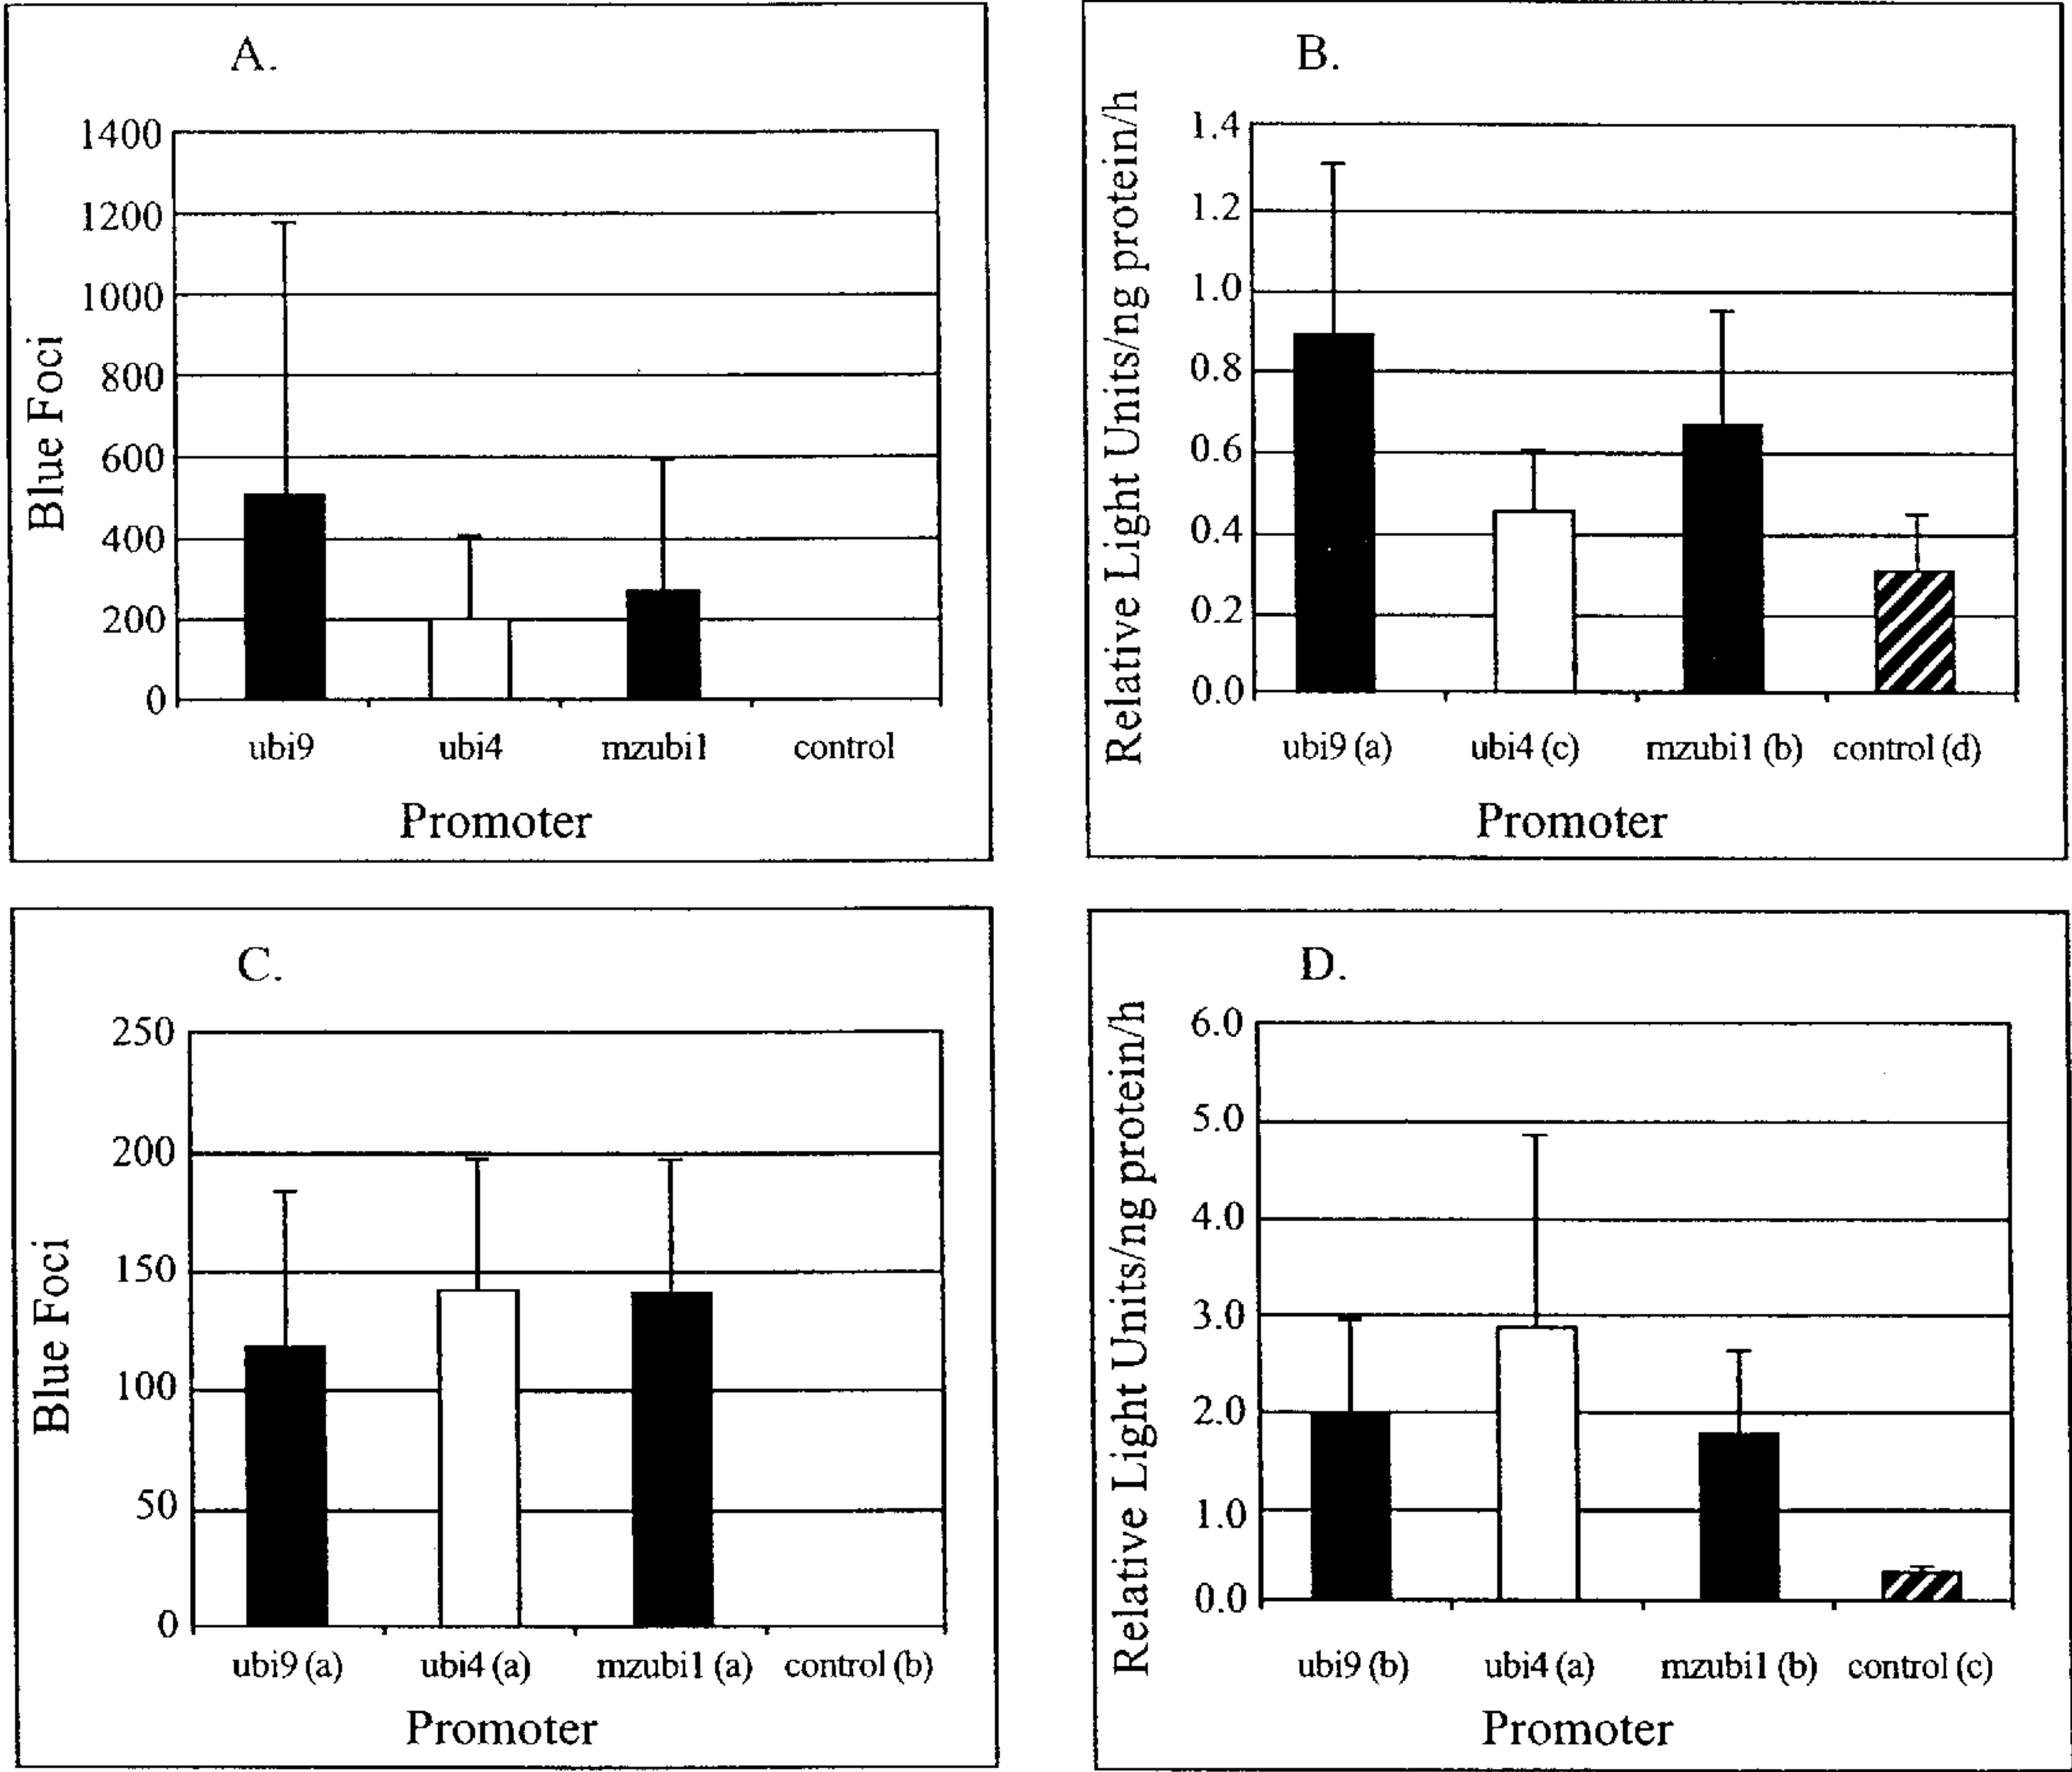 A.
Blue Foci
1400
1200
1000
800
600
400
200
0
ubi9 ubi4 mzubi1 control
Promoter
B.
Relative Light Units/ng protein/h
1.4
1.2
1.0
0.8
0.6
0.4
0.2
0.0
ubi9 (a) ubi4 (c) mzubi1 (b) control (d)
Promoter
C.
Blue Foci
250
200
150
100
50
0
ubi9 (a) ubi4 (a) mzubi1 (a) control (b)
Promoter
D.
Relative Light Units/ng protein/h
6.0
5.0
4.0
3.0
2.0
1.0
0.0
ubi9 (b) ubi4 (a) mzubi1 (b) control (c)
Promoter